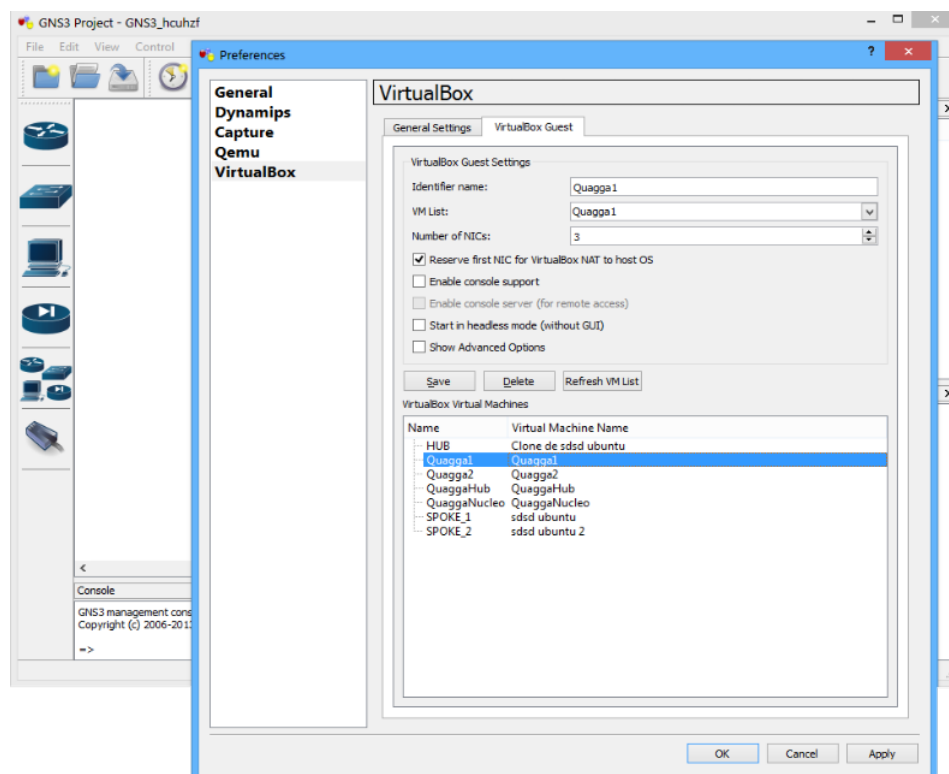 GNS3 Project - GNS3_hcuhzf
File Edit View Control
Preferences
General
Dynamips
Capture
Qemu
VirtualBox
VirtualBox
General Settings VirtualBox Guest
VirtualBox Guest Settings
Identifier name: Quagga1
VM List: Quagga1
Number of NICs: 3
Reserve first NIC for VirtualBox NAT to host OS
Enable console support
Enable console server (for remote access)
Start in headless mode (without GUI)
Show Advanced Options
Save Delete Refresh VM List
VirtualBox Virtual Machines
Name Virtual Machine Name
HUB Clone de sdsd ubuntu
Quagga1 Quagga1
Quagga2 Quagga2
QuaggaHub QuaggaHub
QuaggaNucleo QuaggaNucleo
SPOKE_1 sdsd ubuntu
SPOKE_2 sdsd ubuntu 2
Console
GNS3 management cons
Copyright (c) 2006-201
=>
OK Cancel Apply